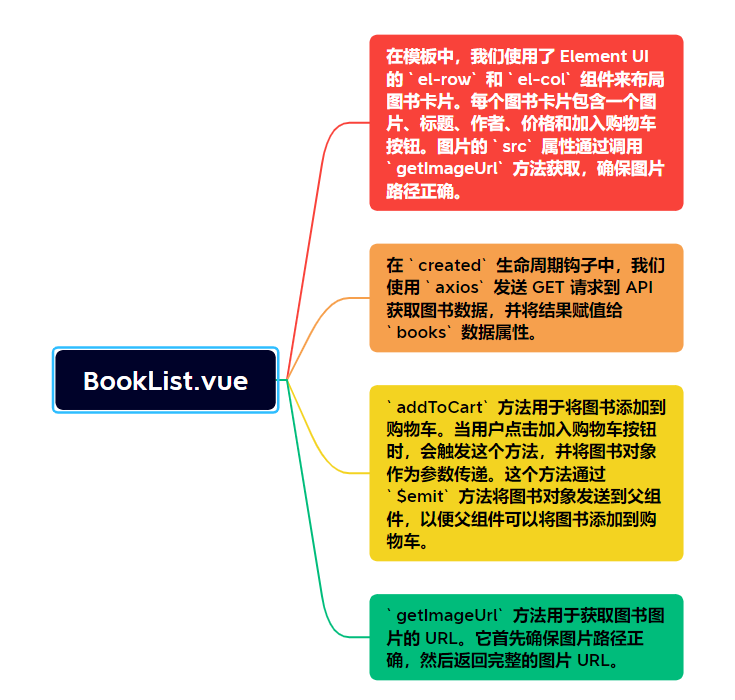 在模板中，我们使用了 Element UI
的 `el-row` 和 `el-col` 组件来布局
图书卡片。每个图书卡片包含一个图
片、标题、作者、价格和加入购物车
按钮。图片的 `src` 属性通过调用
`getImageUrl` 方法获取，确保图片
路径正确。
在 `created` 生命周期钩子中，我们
使用 `axios` 发送 GET 请求到 API
获取图书数据，并将结果赋值给
`books` 数据属性。
BookList.vue
`addToCart` 方法用于将图书添加到
购物车。当用户点击加入购物车按钮
时，会触发这个方法，并将图书对象
作为参数传递。这个方法通过
`$emit` 方法将图书对象发送到父组
件，以便父组件可以将图书添加到购
物车。
`getImageUrl` 方法用于获取图书图
片的 URL。它首先确保图片路径正
确，然后返回完整的图片 URL。